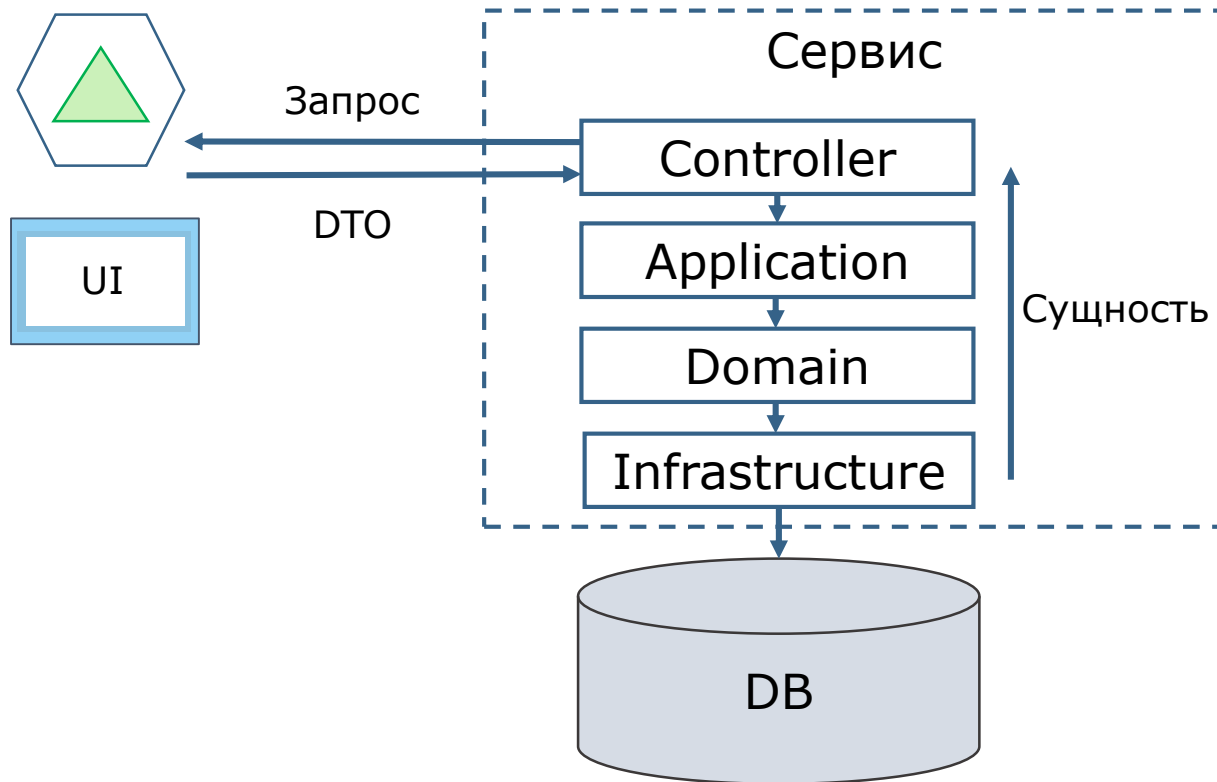 Сервис
Запрос
Controller
DTO
Application
UI
Сущность
Domain
Infrastructure
DB